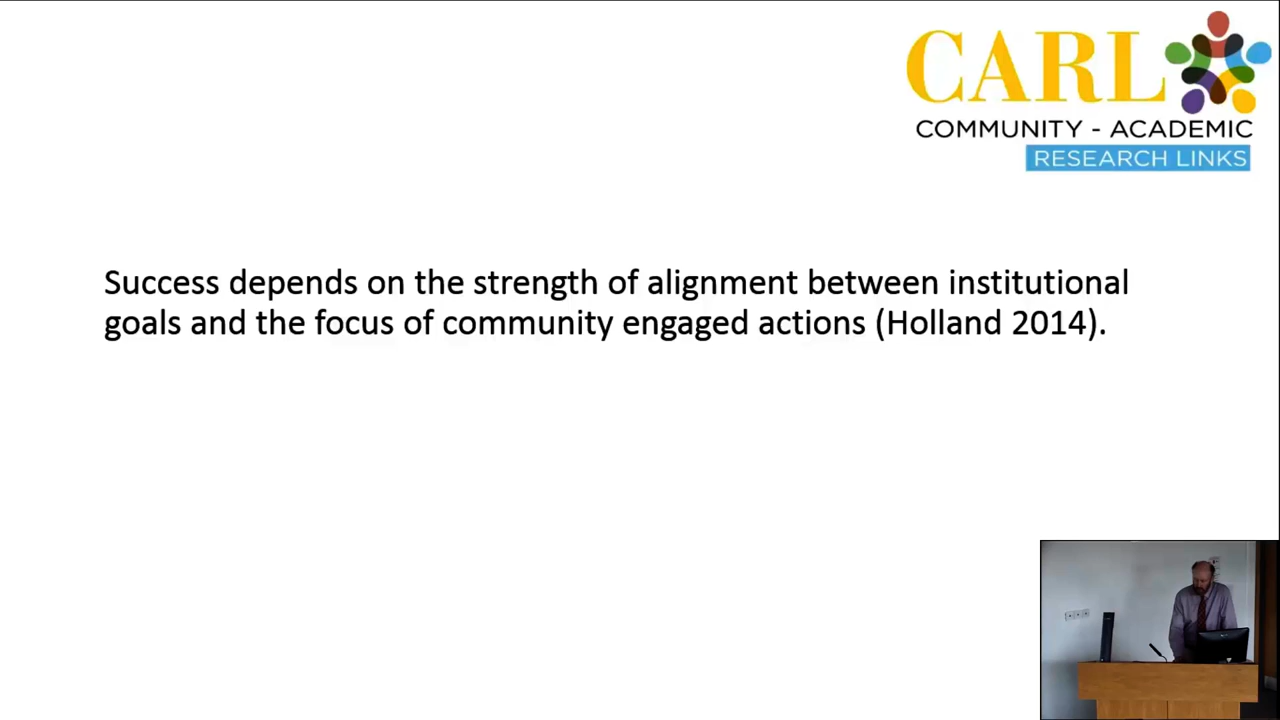 CARL
COMMUNITY - ACADEMIC
RESEARCH LINKS
Success depends on the strength of alignment between institutional
goals and the focus of community engaged actions (Holland 2014).